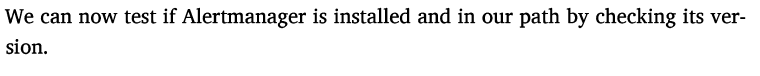 We can now test if Alertmanager is installed and in our path by checking its ver-
sion.